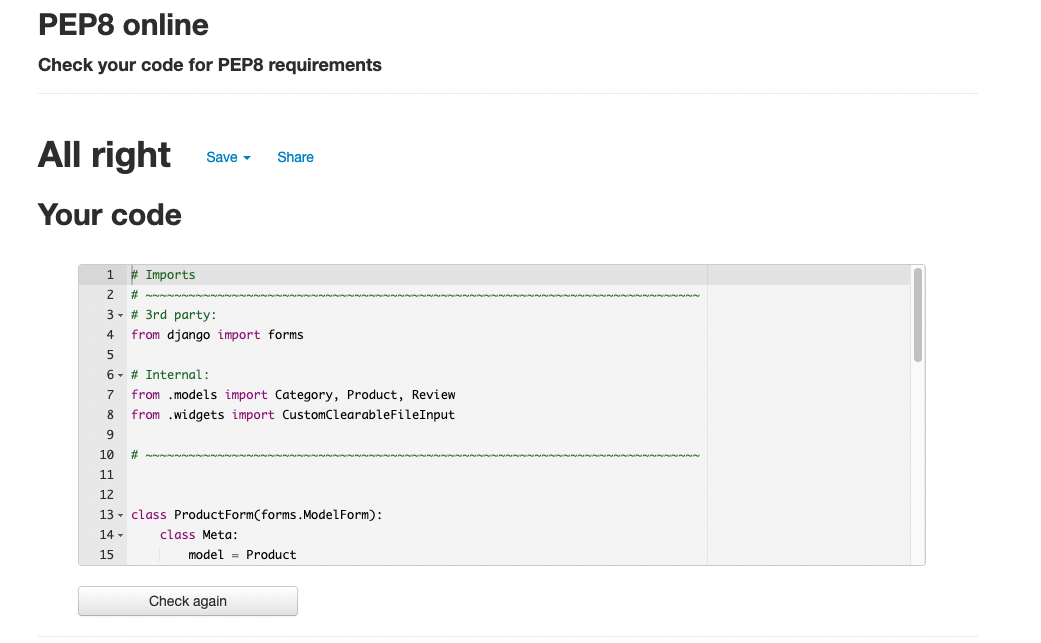 PEP8 online
Check your code for PEP8 requirements
All right Save Share
Your code
1 # Imports
2 # ~~~~~~~~~~~~~~~~~~~~~~~~~~~~~~~~~~~~~~~~~~~~~~~~~~~~~~~~~~~~~~~~~~~~~~~~~~~~~
3 # 3rd party:
4 from django import forms
5
6 # Internal:
7 from .models import Category, Product, Review
8 from .widgets import CustomClearableFileInput
9
10 # ~~~~~~~~~~~~~~~~~~~~~~~~~~~~~~~~~~~~~~~~~~~~~~~~~~~~~~~~~~~~~~~~~~~~~~~~~~~~~
11
12
13 class ProductForm(forms.ModelForm):
14     class Meta:
15         model = Product
Check again